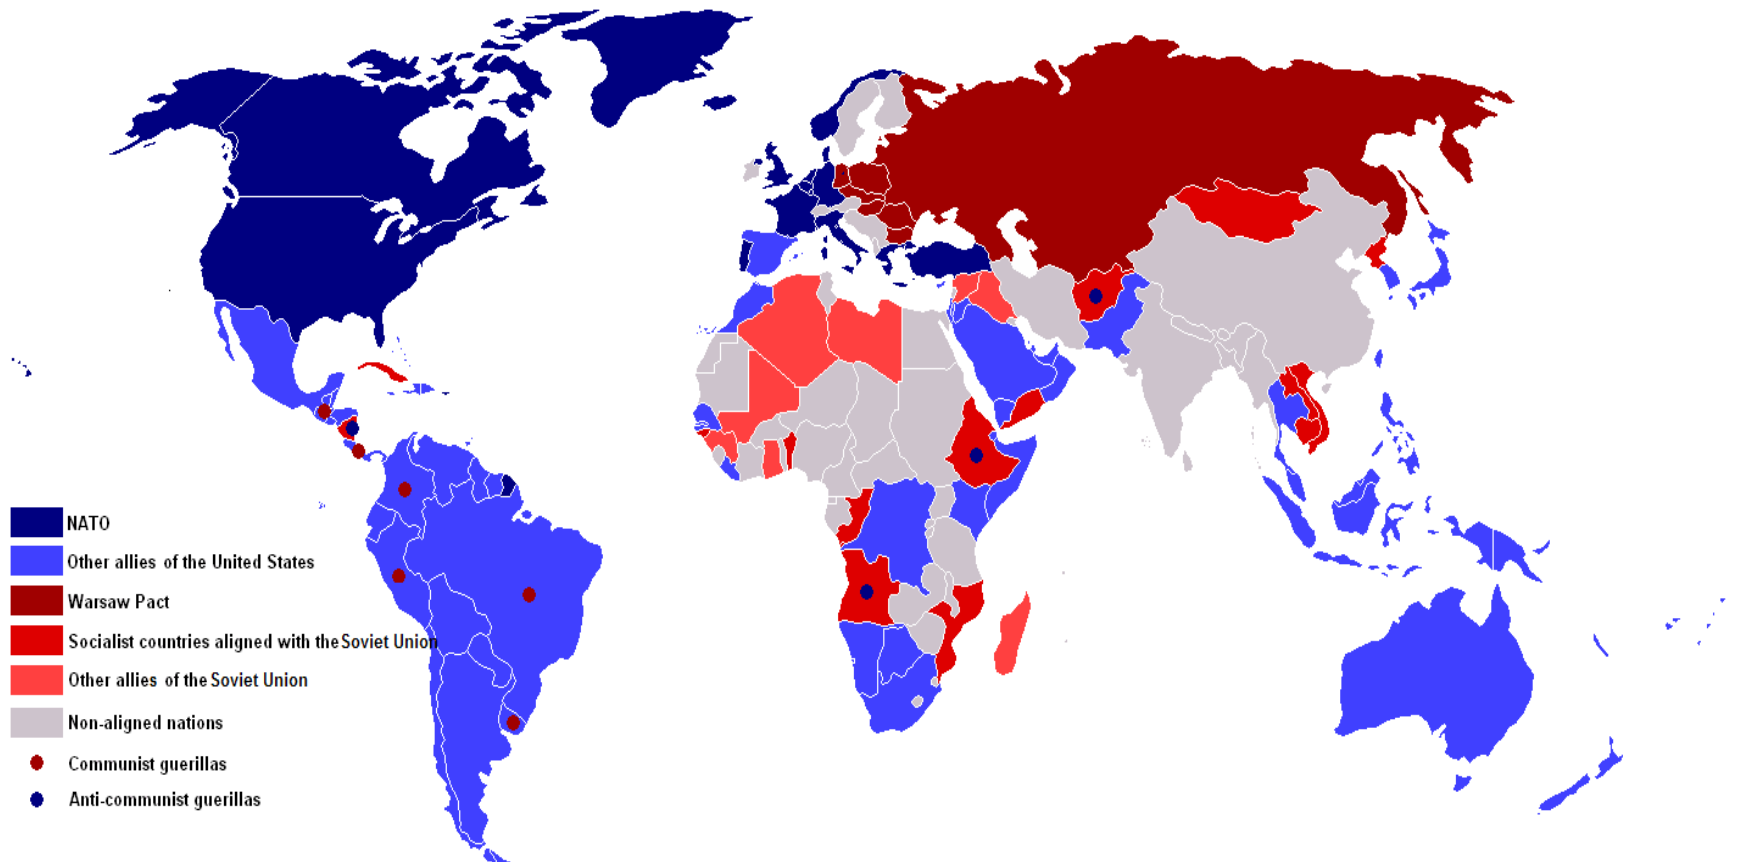 NATO
Other allies of the United States
Warsaw Pact
Socialist countries aligned with the Soviet Union
Other allies of the Soviet Union
Non-aligned nations
Communist guerillas
Anti-communist guerillas